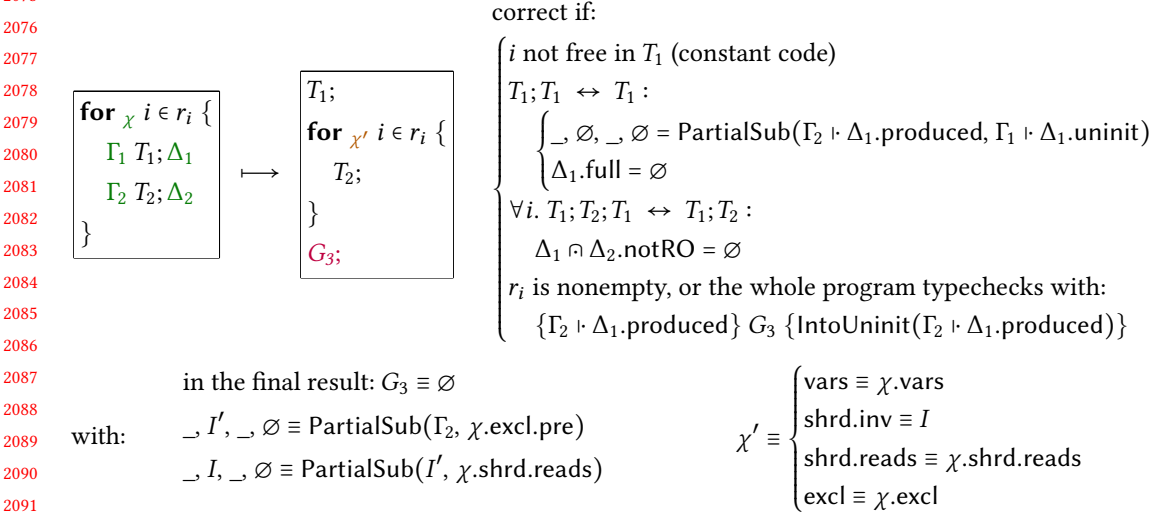 2075
2076
2077
2078
2079
2080
2081
2082
2083
2084
2085
2086
2087
2088
2089
2090
2091
for χ i ∈ rᵢ {
Γ₁ T₁; Δ₁
Γ₂ T₂; Δ₂
}
⟼
T₁;
for χ′ i ∈ rᵢ {
T₂;
}
G₃;
correct if:
i not free in T₁ (constant code)
T₁; T₁ ↔ T₁ :
_, ∅, _, ∅ = PartialSub(Γ₂ ⊩ Δ₁.produced, Γ₁ ⊩ Δ₁.uninit)
Δ₁.full = ∅
∀i. T₁; T₂; T₁ ↔ T₁; T₂ :
Δ₁ ⩀ Δ₂.notRO = ∅
rᵢ is nonempty, or the whole program typechecks with:
{Γ₂ ⊩ Δ₁.produced} G₃ {IntoUninit(Γ₂ ⊩ Δ₁.produced)}
with:
in the final result: G₃ ≡ ∅
_, I′, _, ∅ ≡ PartialSub(Γ₂, χ.excl.pre)
_, I, _, ∅ ≡ PartialSub(I′, χ.shrd.reads)
χ′ ≡
vars ≡ χ.vars
shrd.inv ≡ I
shrd.reads ≡ χ.shrd.reads
excl ≡ χ.excl